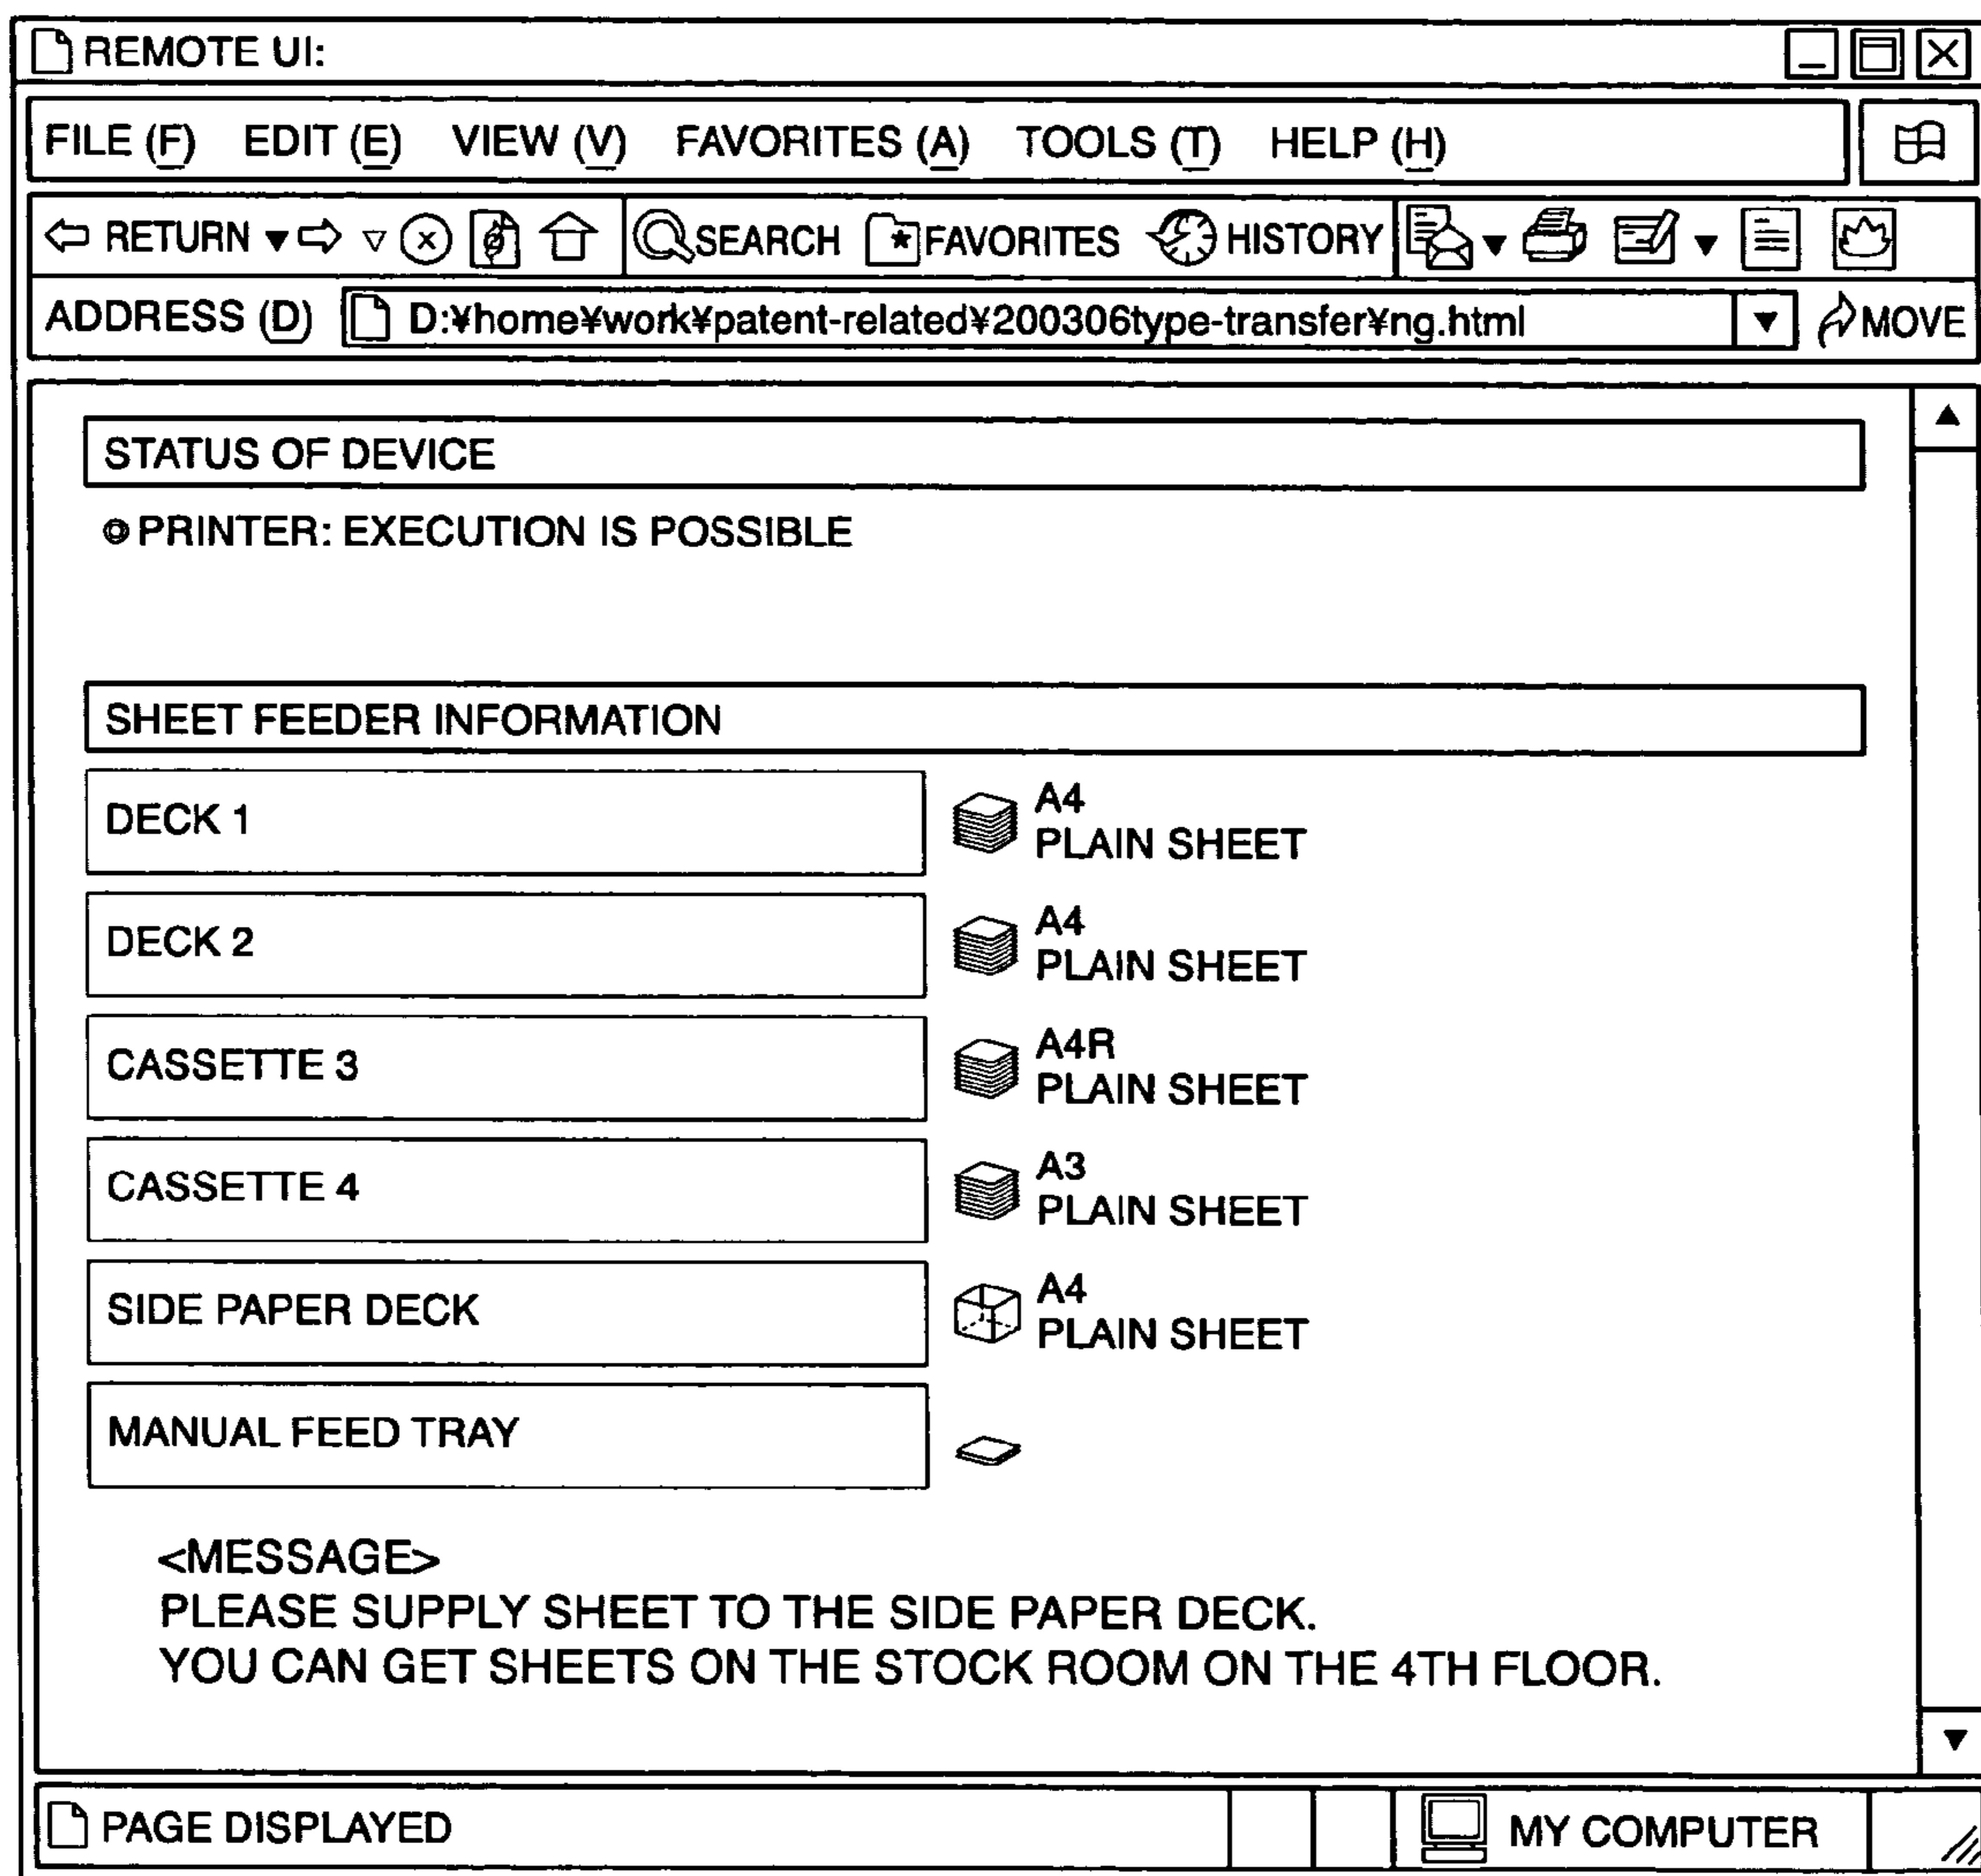 REMOTE UI:
FILE (F) EDIT (E) VIEW (V) FAVORITES (A) TOOLS (T) HELP (H)
RETURN SEARCH FAVORITES HISTORY
ADDRESS (D) D:¥home¥work¥patent-related¥200306type-transfer¥ng.html MOVE
STATUS OF DEVICE
PRINTER: EXECUTION IS POSSIBLE
SHEET FEEDER INFORMATION
DECK 1
A4
PLAIN SHEET
DECK 2
A4
PLAIN SHEET
CASSETTE 3
A4R
PLAIN SHEET
CASSETTE 4
A3
PLAIN SHEET
SIDE PAPER DECK
A4
PLAIN SHEET
MANUAL FEED TRAY
<MESSAGE>
PLEASE SUPPLY SHEET TO THE SIDE PAPER DECK.
YOU CAN GET SHEETS ON THE STOCK ROOM ON THE 4TH FLOOR.
PAGE DISPLAYED MY COMPUTER